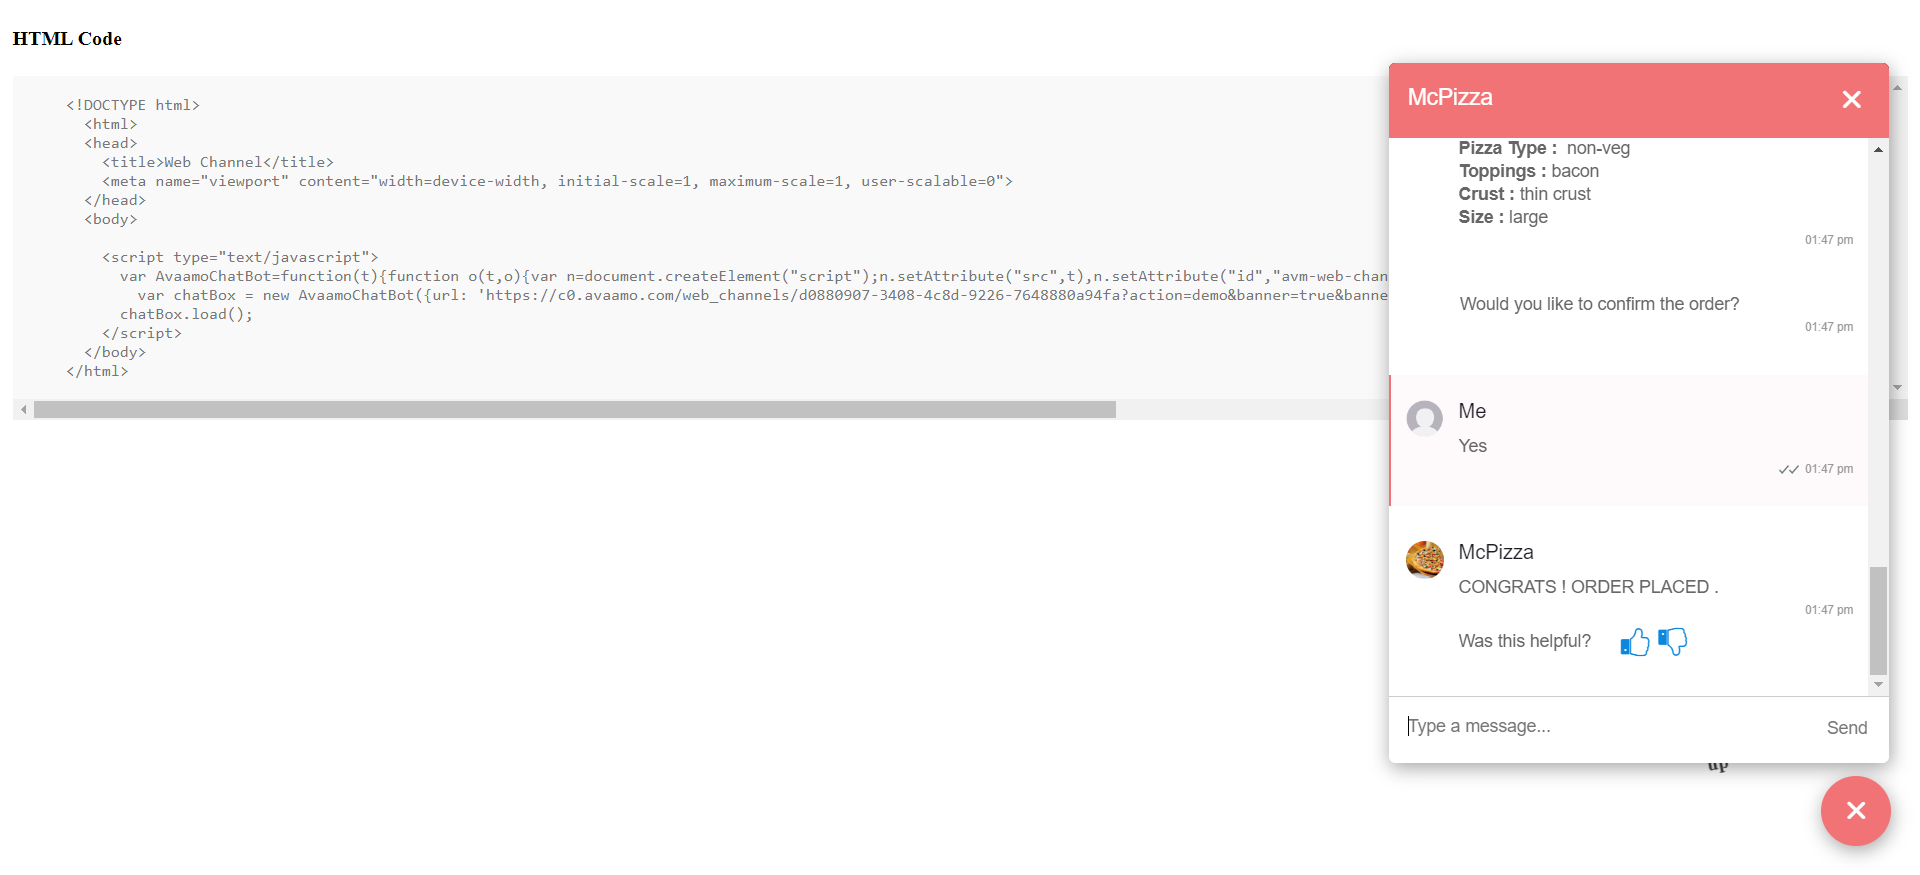 HTML Code
<!DOCTYPE html>
<html>
<head>
<title>Web Channel</title>
<meta name="viewport" content="width=device-width, initial-scale=1, maximum-scale=1, user-scalable=0">
</head>
<body>
<script type="text/javascript">
var AvaamoChatBot=function(t){function o(t,o){var n=document.createElement("script");n.setAttribute("src",t),n.setAttribute("id","avm-web-chan
var chatBox = new AvaamoChatBot({url: 'https://c0.avaamo.com/web_channels/d0880907-3408-4c8d-9226-7648880a94fa?action=demo&banner=true&banne
chatBox.load();
</script>
</body>
</html>
McPizza
Pizza Type : non-veg
Toppings : bacon
Crust : thin crust
Size : large
01:47 pm
Would you like to confirm the order?
01:47 pm
Me
Yes
01:47 pm
McPizza
CONGRATS ! ORDER PLACED .
01:47 pm
Was this helpful?
Type a message...
Send
up